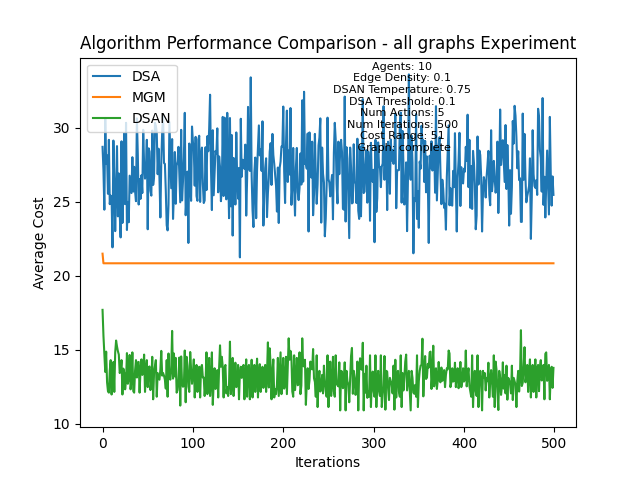 Algorithm Performance Comparison - all graphs Experiment
DSA
MGM
DSAN
Agents: 10
Edge Density: 0.1
DSAN Temperature: 0.75
DSA Threshold: 0.1
Num Actions: 5
Num Iterations: 500
Cost Range: 51
Graph: complete
Average Cost
30
25
20
15
10
0
100
200
300
400
500
Iterations